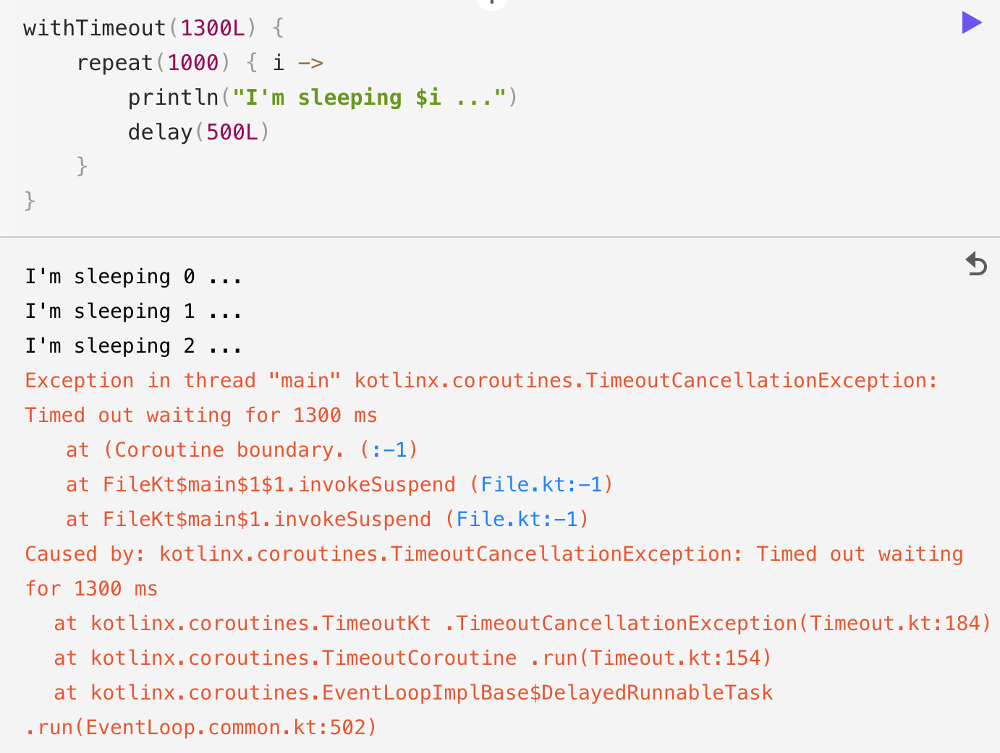 withTimeout(1300L) {
    repeat(1000) { i ->
        println("I'm sleeping $i ...")
        delay(500L)
    }
}
I'm sleeping 0 ...
I'm sleeping 1 ...
I'm sleeping 2 ...
Exception in thread "main" kotlinx.coroutines.TimeoutCancellationException:
Timed out waiting for 1300 ms
at (Coroutine boundary. (:-1)
at FileKt$main$1$1.invokeSuspend (File.kt:-1)
at FileKt$main$1.invokeSuspend (File.kt:-1)
Caused by: kotlinx.coroutines.TimeoutCancellationException: Timed out waiting
for 1300 ms
at kotlinx.coroutines.TimeoutKt .TimeoutCancellationException(Timeout.kt:184)
at kotlinx.coroutines.TimeoutCoroutine .run(Timeout.kt:154)
at kotlinx.coroutines.EventLoopImplBase$DelayedRunnableTask
.run(EventLoop.common.kt:502)